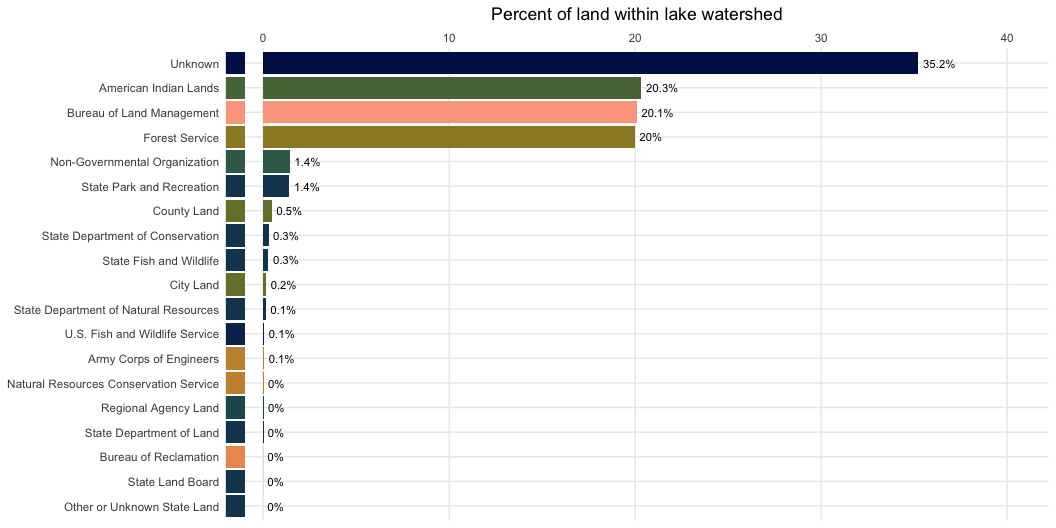 Percent of land within lake watershed
0 10 20 30 40
Unknown 35.2%
American Indian Lands 20.3%
Bureau of Land Management 20.1%
Forest Service 20%
Non-Governmental Organization 1.4%
State Park and Recreation 1.4%
County Land 0.5%
State Department of Conservation 0.3%
State Fish and Wildlife 0.3%
City Land 0.2%
State Department of Natural Resources 0.1%
U.S. Fish and Wildlife Service 0.1%
Army Corps of Engineers 0.1%
Natural Resources Conservation Service 0%
Regional Agency Land 0%
State Department of Land 0%
Bureau of Reclamation 0%
State Land Board 0%
Other or Unknown State Land 0%